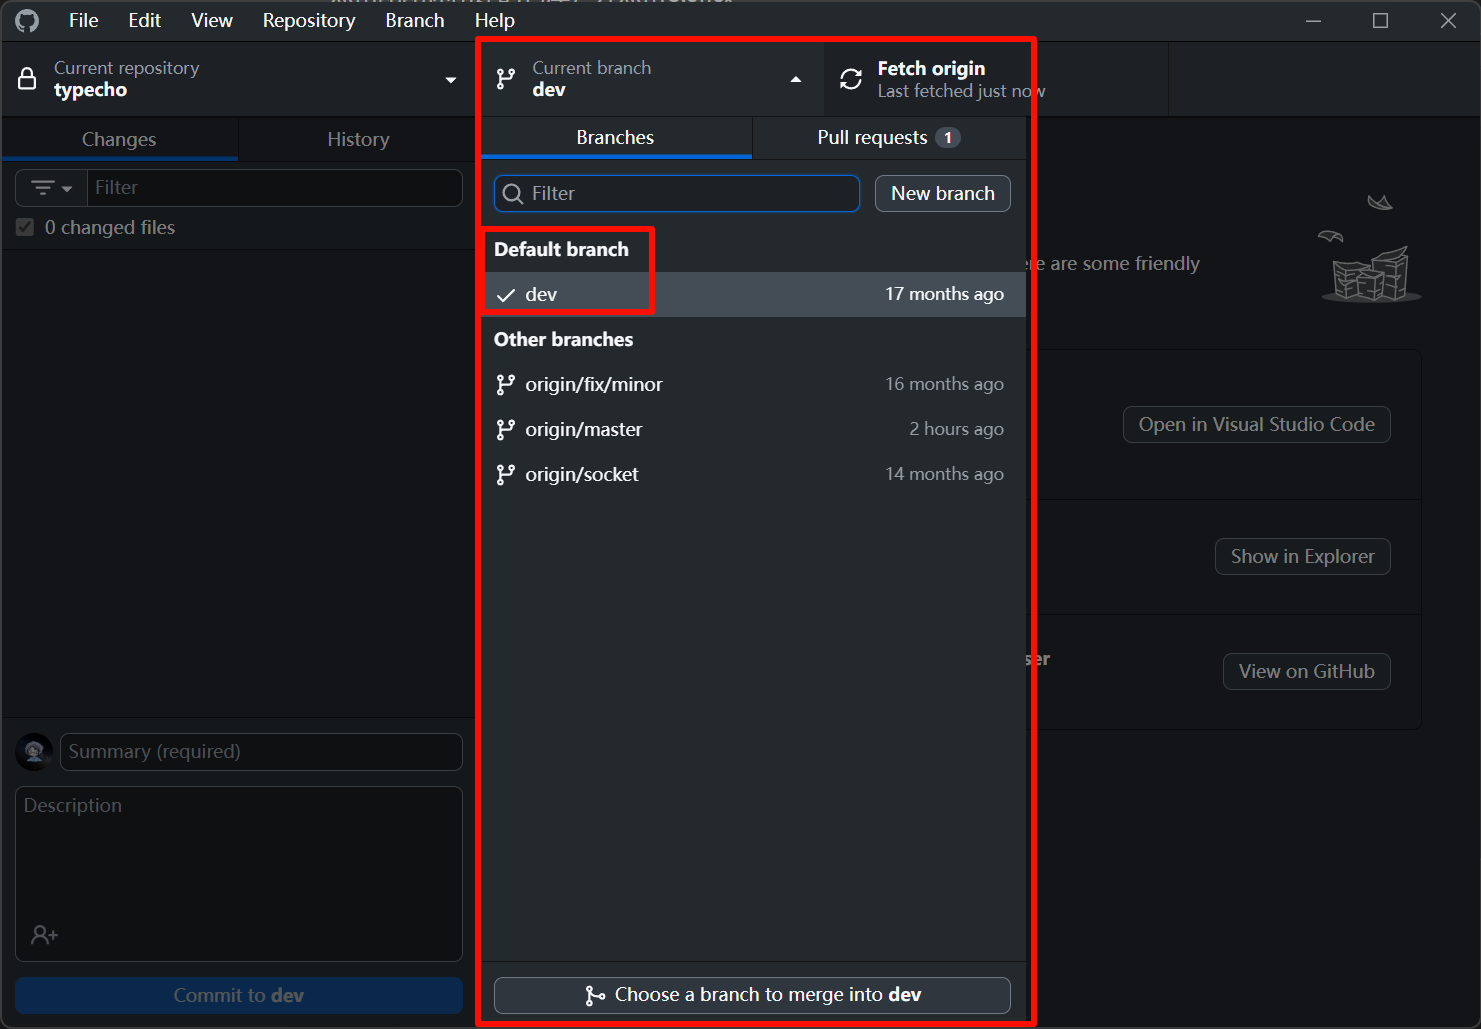 File Edit View Repository Branch Help
Current repository
typecho
Current branch
dev
Fetch origin
Last fetched just now
Changes
History
Branches
Pull requests 1
Filter
0 changed files
Filter
New branch
Default branch
dev 17 months ago
Other branches
origin/fix/minor 16 months ago
origin/master 2 hours ago
origin/socket 14 months ago
Choose a branch to merge into dev
ere are some friendly
Open in Visual Studio Code
Show in Explorer
ser
View on GitHub
Summary (required)
Description
Commit to dev